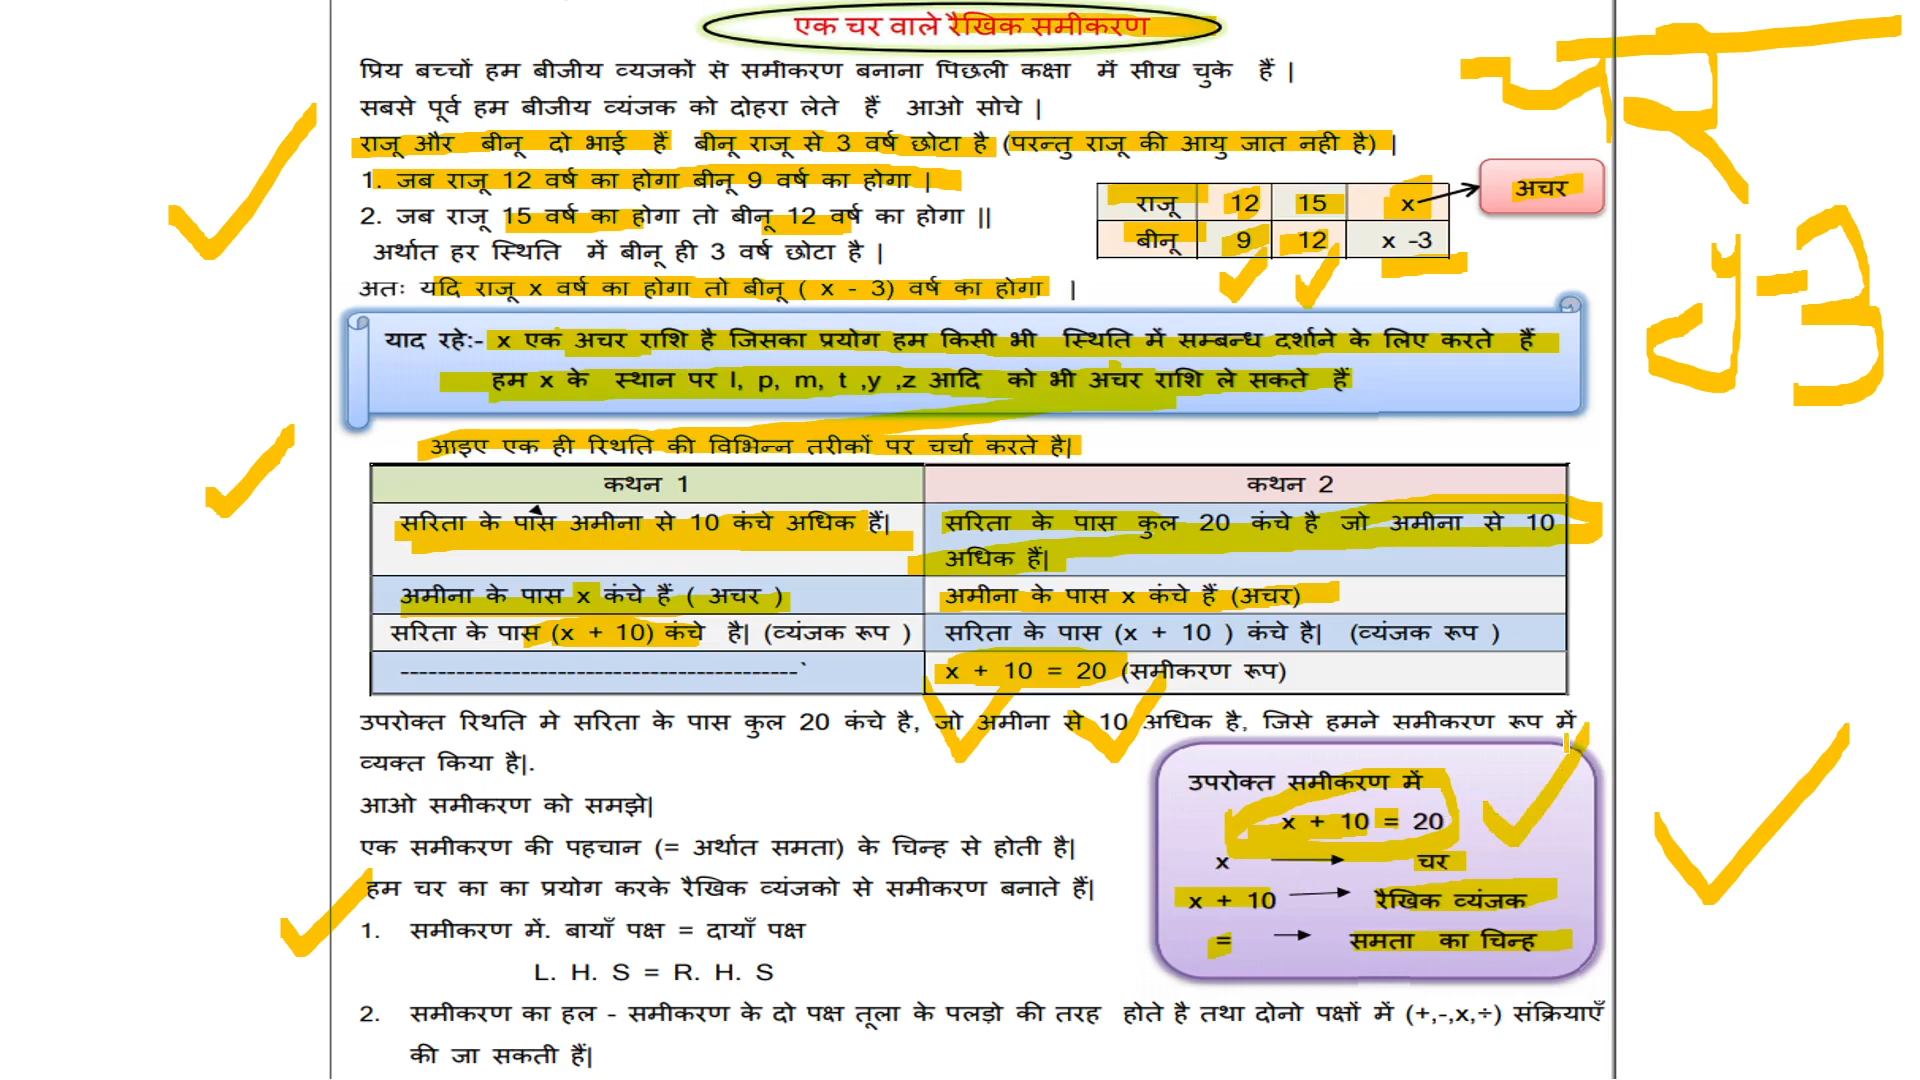 एक चर वाले रैखिक समीकरण
प्रिय बच्चों हम बीजीय व्यजकों से समीकरण बनाना पिछली कक्षा में सीख चुके हैं |
सबसे पूर्व हम बीजीय व्यंजक को दोहरा लेते हैं आओ सोचे |
राजू और बीनू दो भाई हैं बीनू राजू से 3 वर्ष छोटा है (परन्तु राजू की आयु जात नही है) |
1. जब राजू 12 वर्ष का होगा बीनू 9 वर्ष का होगा |
2. जब राजू 15 वर्ष का होगा तो बीनू 12 वर्ष का होगा ||
अर्थात हर स्थिति में बीनू ही 3 वर्ष छोटा है |
अतः यदि राजू x वर्ष का होगा तो बीनू ( x - 3) वर्ष का होगा |
राजू 12 15 x
बीनू 9 12 x -3
अचर
याद रहे:- x एक अचर राशि है जिसका प्रयोग हम किसी भी स्थिति में सम्बन्ध दर्शाने के लिए करते हैं
हम x के स्थान पर l, p, m, t ,y ,z आदि को भी अचर राशि ले सकते हैं
आइए एक ही स्थिति की विभिन्न तरीकों पर चर्चा करते है|
कथन 1 कथन 2
सरिता के पास अमीना से 10 कंचे अधिक हैं| सरिता के पास कुल 20 कंचे है जो अमीना से 10
अधिक हैं|
अमीना के पास x कंचे हैं ( अचर ) अमीना के पास x कंचे हैं (अचर)
सरिता के पास (x + 10) कंचे है| (व्यंजक रूप ) सरिता के पास (x + 10 ) कंचे है| (व्यंजक रूप )
-------------------------------------------` x + 10 = 20 (समीकरण रूप)
उपरोक्त स्थिति मे सरिता के पास कुल 20 कंचे है, जो अमीना से 10 अधिक है, जिसे हमने समीकरण रूप में
व्यक्त किया है|.
आओ समीकरण को समझे|
एक समीकरण की पहचान (= अर्थात समता) के चिन्ह से होती है|
हम चर का का प्रयोग करके रैखिक व्यंजको से समीकरण बनाते हैं|
1. समीकरण में. बायाँ पक्ष = दायाँ पक्ष
L. H. S = R. H. S
उपरोक्त समीकरण में
x + 10 = 20
x चर
x + 10 रैखिक व्यंजक
= समता का चिन्ह
2. समीकरण का हल - समीकरण के दो पक्ष तूला के पलड़ो की तरह होते है तथा दोनो पक्षों में (+,-,x,÷) संक्रियाएँ
की जा सकती हैं|